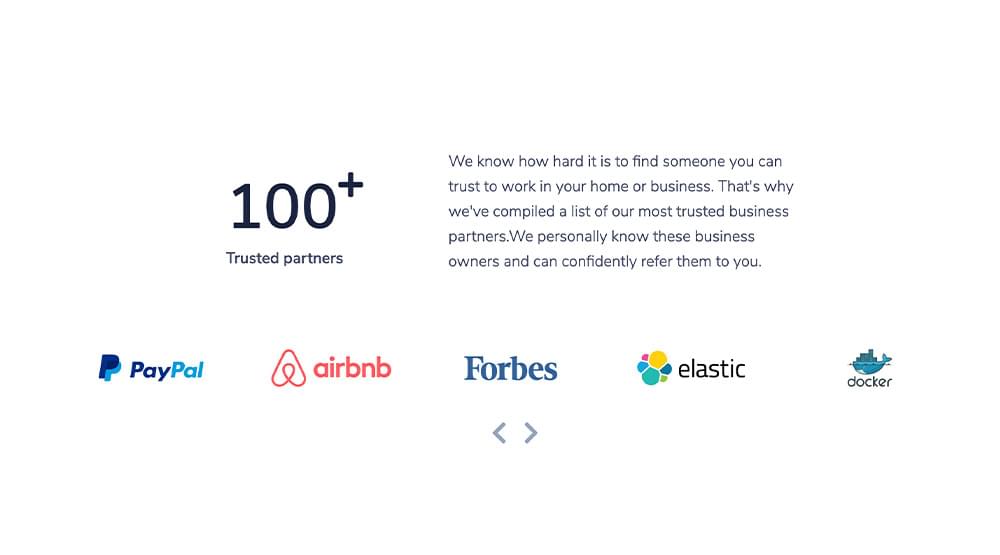 100+
Trusted partners
We know how hard it is to find someone you can
trust to work in your home or business. That's why
we've compiled a list of our most trusted business
partners.We personally know these business
owners and can confidently refer them to you.
PayPal
airbnb
Forbes
elastic
docker